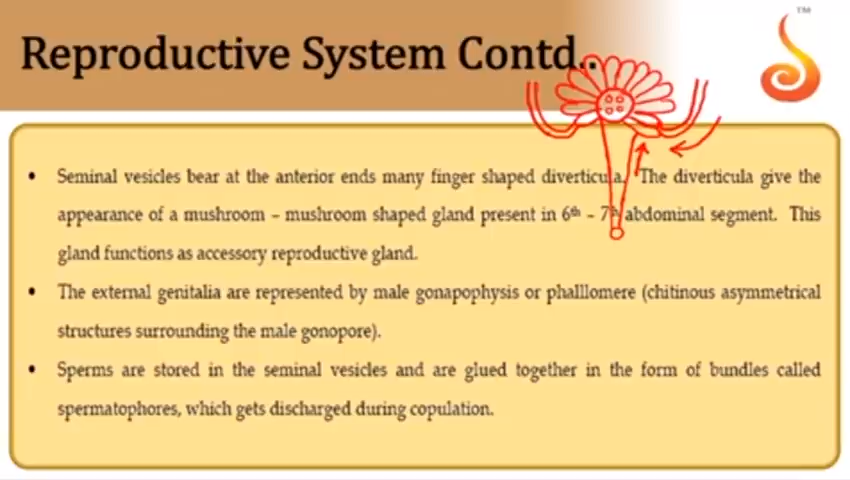 ™
Reproductive System Contd..
• Seminal vesicles bear at the anterior ends many finger shaped diverticula. The diverticula give the
appearance of a mushroom – mushroom shaped gland present in 6th – 7th abdominal segment. This
gland functions as accessory reproductive gland.
• The external genitalia are represented by male gonapophysis or phalllomere (chitinous asymmetrical
structures surrounding the male gonopore).
• Sperms are stored in the seminal vesicles and are glued together in the form of bundles called
spermatophores, which gets discharged during copulation.